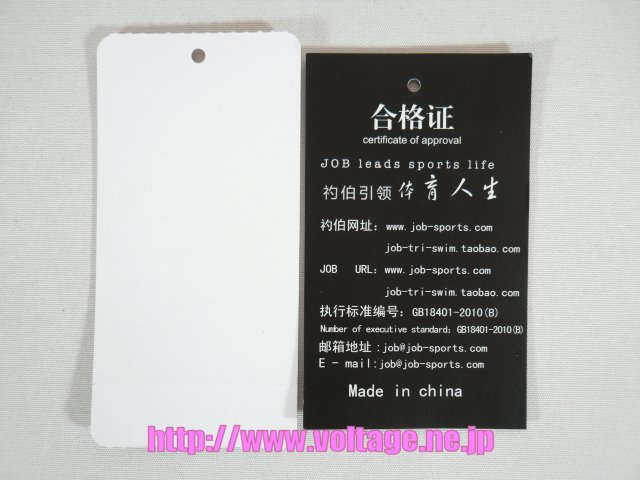 合格证
certificate of approval
JOB leads sports life
礿伯引领 体育人生
礿伯网址：www.job-sports.com
job-tri-swim.taobao.com
JOB URL：www.job-sports.com
job-tri-swim.taobao.com
执行标准编号：GB18401-2010(B)
Number of executive standard：GB18401-2010(B)
邮箱地址:job@job-sports.com
E - mail:job@job-sports.com
Made in china
http://www.voltage.ne.jp